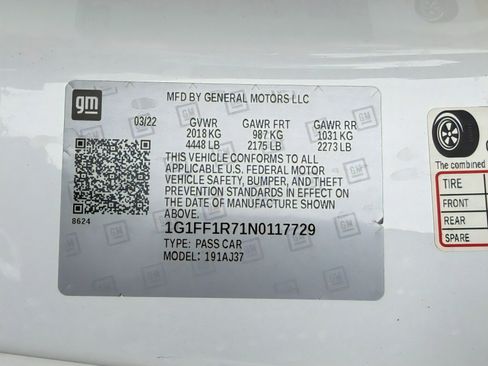 gm
MFD BY GENERAL MOTORS LLC
03/22 GVWR GAWR FRT GAWR RR
2018 KG 987 KG 1031 KG
4448 LB 2175 LB 2273 LB
THIS VEHICLE CONFORMS TO ALL
APPLICABLE U.S. FEDERAL MOTOR
VEHICLE SAFETY, BUMPER, AND THEFT
PREVENTION STANDARDS IN EFFECT ON
THE DATE OF MANUFACTURE SHOWN
ABOVE.
8624
1G1FF1R71N0117729
TYPE: PASS CAR
MODEL: 191AJ37
The combined
TIRE
FRONT
REAR
SPARE